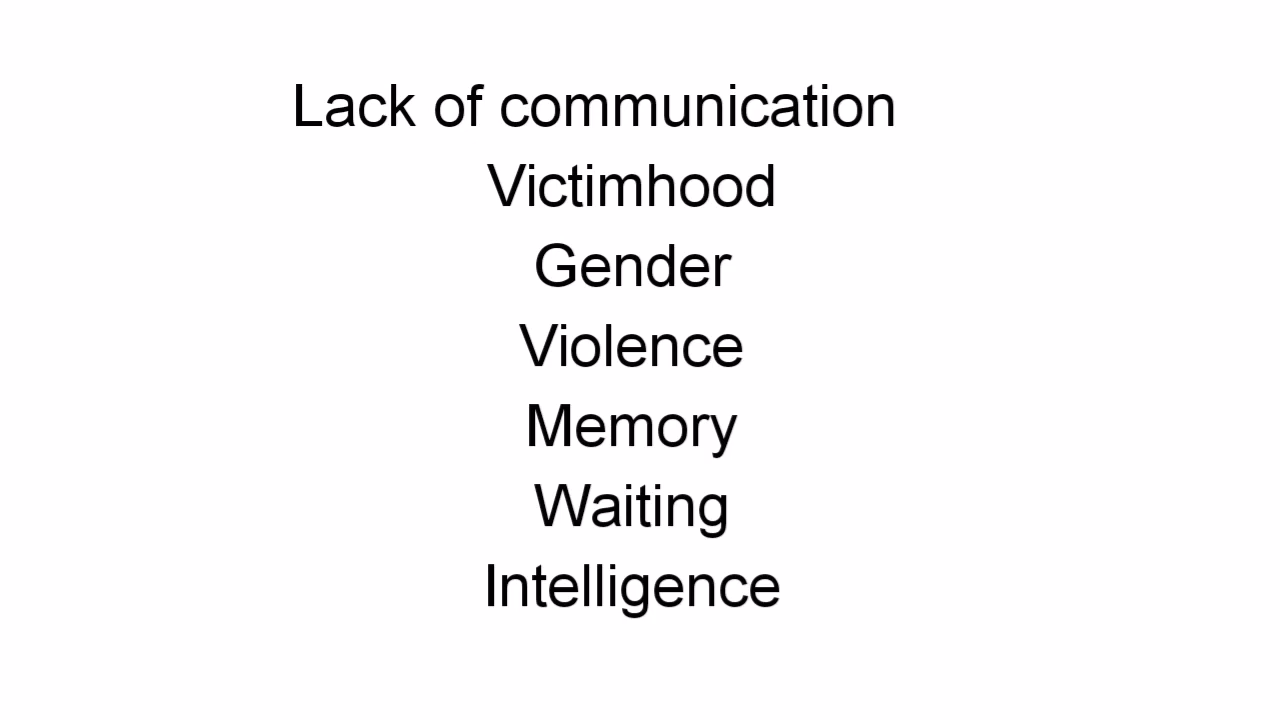 Lack of communication
Victimhood
Gender
Violence
Memory
Waiting
Intelligence